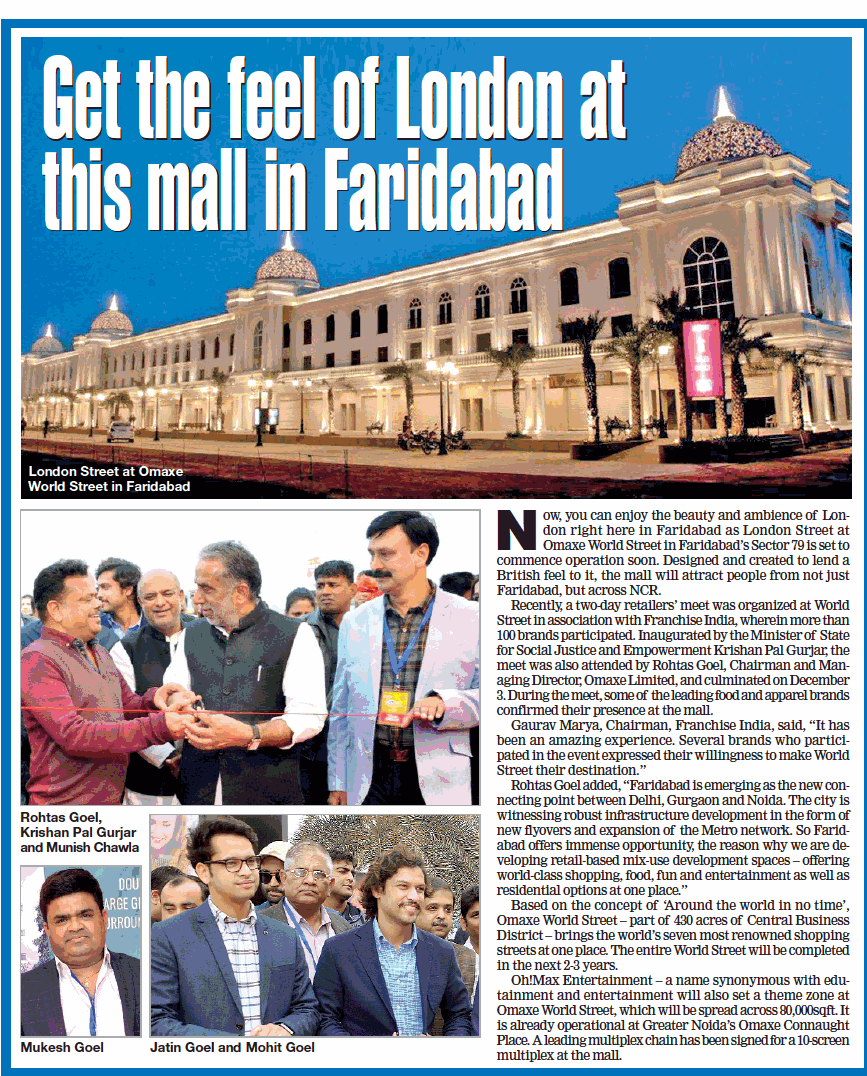 Get the feel of London at
this mall in Faridabad
London Street at Omaxe
World Street in Faridabad
Rohtas Goel,
Krishan Pal Gurjar
and Munish Chawla
DOU
ARGE GI
URROU
Mukesh Goel
Jatin Goel and Mohit Goel
Now, you can enjoy the beauty and ambience of Lon-
don right here in Faridabad as London Street at
Omaxe World Street in Faridabad's Sector 79 is set to
commence operation soon. Designed and created to lend a
British feel to it, the mall will attract people from not just
Faridabad, but across NCR.
Recently, a two-day retailers' meet was organized at World
Street in association with Franchise India, wherein more than
100 brands participated. Inaugurated by the Minister of State
for Social Justice and Empowerment Krishan Pal Gurjar, the
meet was also attended by Rohtas Goel, Chairman and Man-
aging Director, Omaxe Limited, and culminated on December
3. During the meet, some of the leading food and apparel brands
confirmed their presence at the mall.
Gaurav Marya, Chairman, Franchise India, said, "It has
been an amazing experience. Several brands who partici-
pated in the event expressed their willingness to make World
Street their destination."
Rohtas Goel added, "Faridabad is emerging as the new con-
necting point between Delhi, Gurgaon and Noida. The city is
witnessing robust infrastructure development in the form of
new flyovers and expansion of the Metro network. So Farid-
abad offers immense opportunity, the reason why we are de-
veloping retail-based mix-use development spaces – offering
world-class shopping, food, fun and entertainment as well as
residential options at one place."
Based on the concept of 'Around the world in no time',
Omaxe World Street – part of 430 acres of Central Business
District – brings the world's seven most renowned shopping
streets at one place. The entire World Street will be completed
in the next 2-3 years.
Oh!Max Entertainment – a name synonymous with edu-
tainment and entertainment will also set a theme zone at
Omaxe World Street, which will be spread across 80,000sqft. It
is already operational at Greater Noida's Omaxe Connaught
Place. A leading multiplex chain has been signed for a 10-screen
multiplex at the mall.